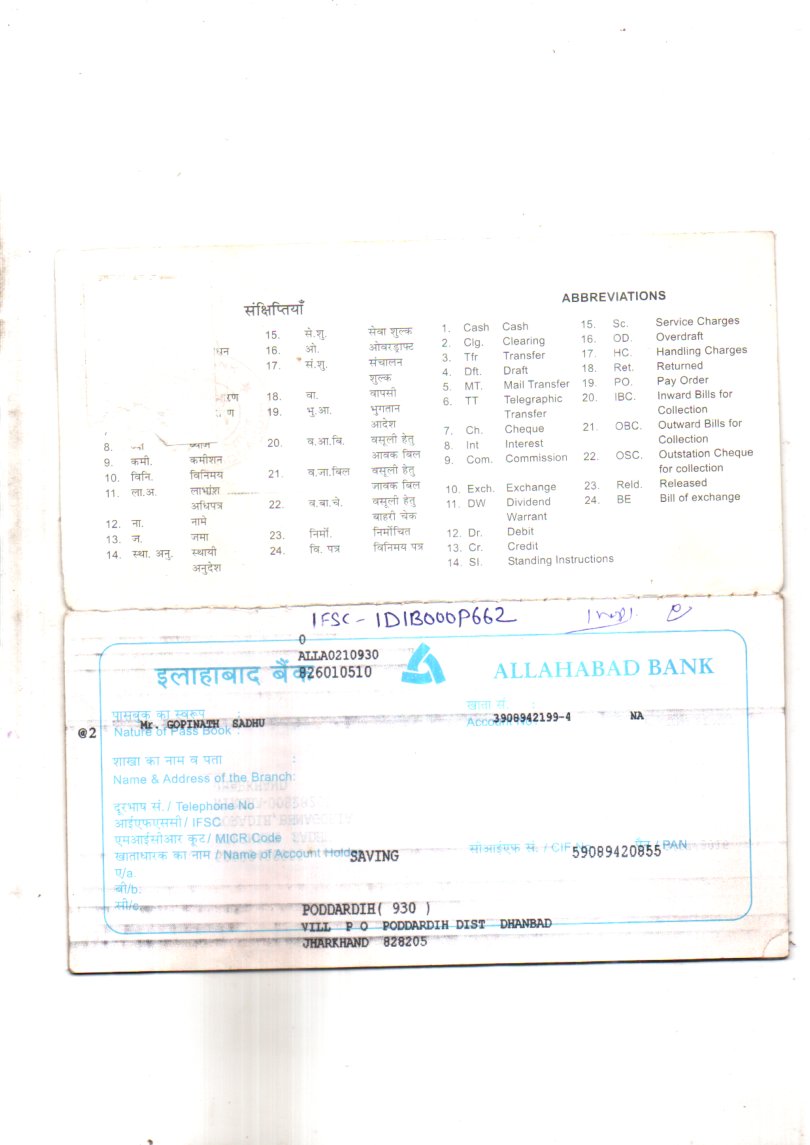 संक्षिप्तियाँ
15. से.शु. सेवा शुल्क
16. ओ. ओवरड्राफ्ट
17. सं.शु. संचालन
शुल्क
18. वा. वापसी
19. भु.आ. भुगतान
आदेश
8. ब्याज
20. व.आ.बि. वसूली हेतु
आवक बिल
9. कमी. कमीशन
10. विनि. विनिमय
21. व.जा.बिल वसूली हेतु
जावक बिल
11. ला.अ. लाभांश
अधिपत्र
22. व.बा.चे. वसूली हेतु
बाहरी चेक
12. ना. नामे
13. ज. जमा
23. निर्मो. निर्मोचित
14. स्था. अनु. स्थायी
अनुदेश
24. वि. पत्र विनिमय पत्र
ABBREVIATIONS
1. Cash Cash
2. Clg. Clearing
3. Tfr Transfer
4. Dft. Draft
5. MT. Mail Transfer
6. TT Telegraphic
Transfer
7. Ch. Cheque
8. Int Interest
9. Com. Commission
10. Exch. Exchange
11. DW Dividend
Warrant
12. Dr. Debit
13. Cr. Credit
14. SI. Standing Instructions
15. Sc. Service Charges
16. OD. Overdraft
17. HC. Handling Charges
18. Ret. Returned
19. PO. Pay Order
20. IBC. Inward Bills for
Collection
21. OBC. Outward Bills for
Collection
22. OSC. Outstation Cheque
for collection
23. Reld. Released
24. BE Bill of exchange
IFSC - IDIB000P662
0
ALLA0210930
826010510
इलाहाबाद बैंक
ALLAHABAD BANK
पासबुक का स्वरूप :
खाता सं.
Mr. GOPINATH SADHU
3908942199-4 NA
@2
Nature of Pass Book :
Account
शाखा का नाम व पता :
Name & Address of the Branch:
दूरभाष सं. / Telephone No
आईएफएससी / IFSC
एमआईसीआर कूट / MICR Code
खाताधारक का नाम / Name of Account Holder
SAVING
सीआईएफ सं. / CIF No.
59089420855
पैन / PAN
ए/a
बी/b:
सी/c
PODDARDIH( 930 )
VILL P O PODDARDIH DIST DHANBAD
JHARKHAND 828205